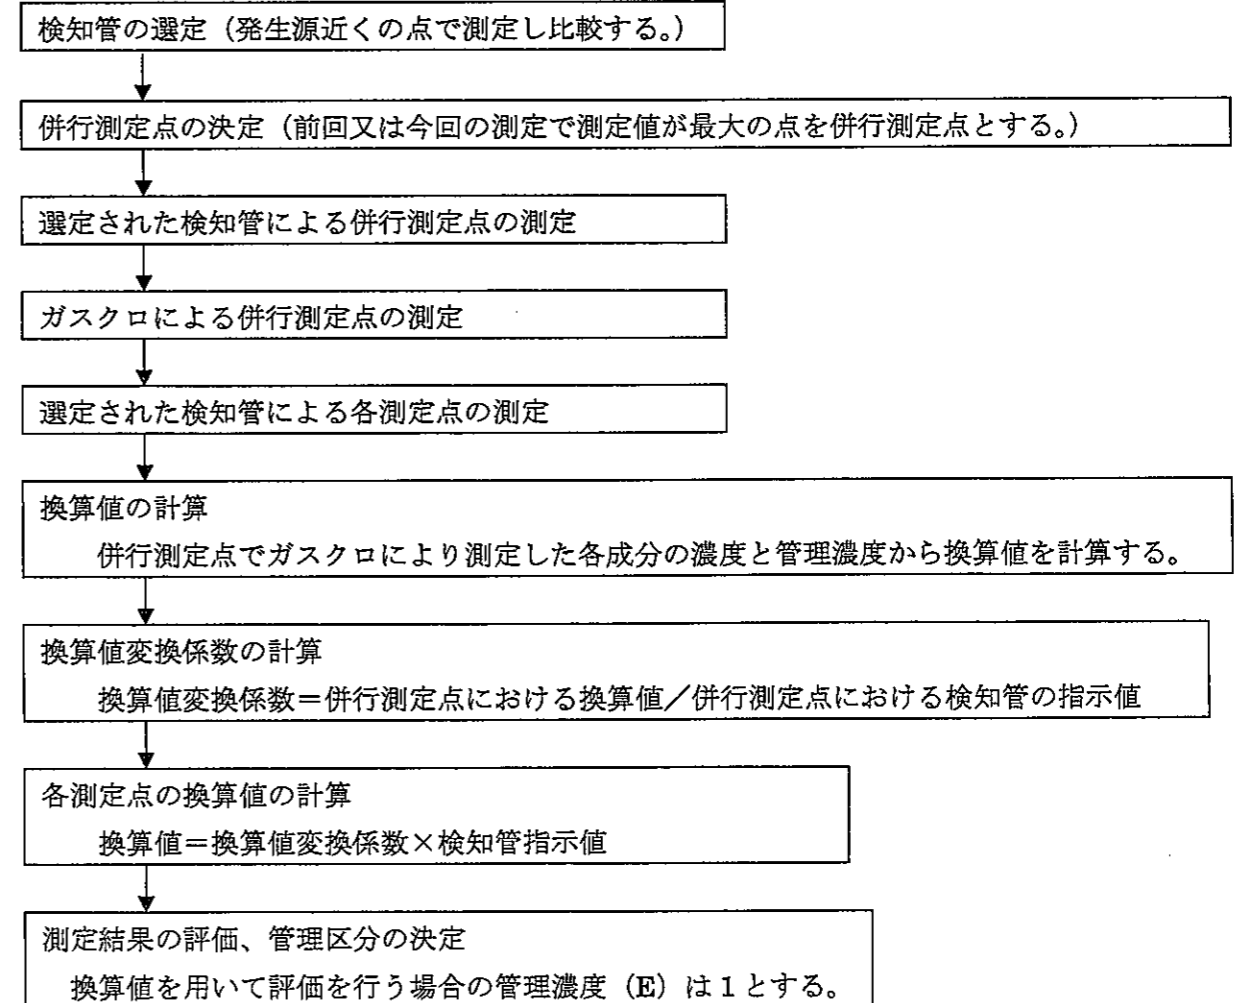 検知管の選定（発生源近くの点で測定し比較する。）
併行測定点の決定（前回又は今回の測定で測定値が最大の点を併行測定点とする。）
選定された検知管による併行測定点の測定
ガスクロによる併行測定点の測定
選定された検知管による各測定点の測定
換算値の計算
併行測定点でガスクロにより測定した各成分の濃度と管理濃度から換算値を計算する。
換算値変換係数の計算
換算値変換係数＝併行測定点における換算値／併行測定点における検知管の指示値
各測定点の換算値の計算
換算値＝換算値変換係数×検知管指示値
測定結果の評価、管理区分の決定
換算値を用いて評価を行う場合の管理濃度（E）は１とする。